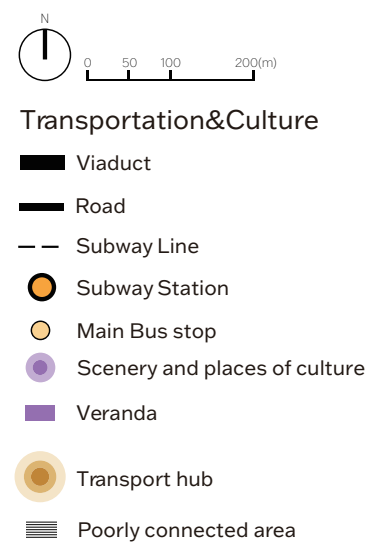 N
0 50 100 200(m)
Transportation&Culture
Viaduct
Road
Subway Line
Subway Station
Main Bus stop
Scenery and places of culture
Veranda
Transport hub
Poorly connected area